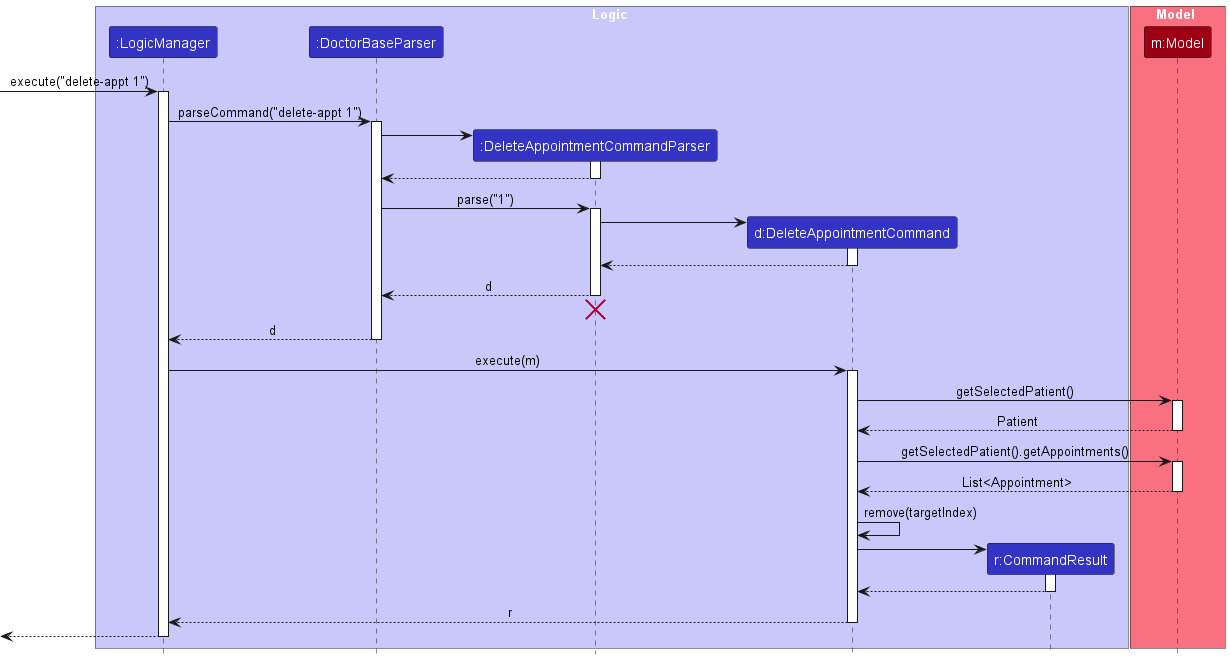 Logic
Model
:LogicManager
:DoctorBaseParser
m:Model
execute("delete-appt 1")
parseCommand("delete-appt 1")
:DeleteAppointmentCommandParser
parse("1")
d:DeleteAppointmentCommand
d
d
execute(m)
getSelectedPatient()
Patient
getSelectedPatient().getAppointments()
List<Appointment>
remove(targetIndex)
r:CommandResult
r